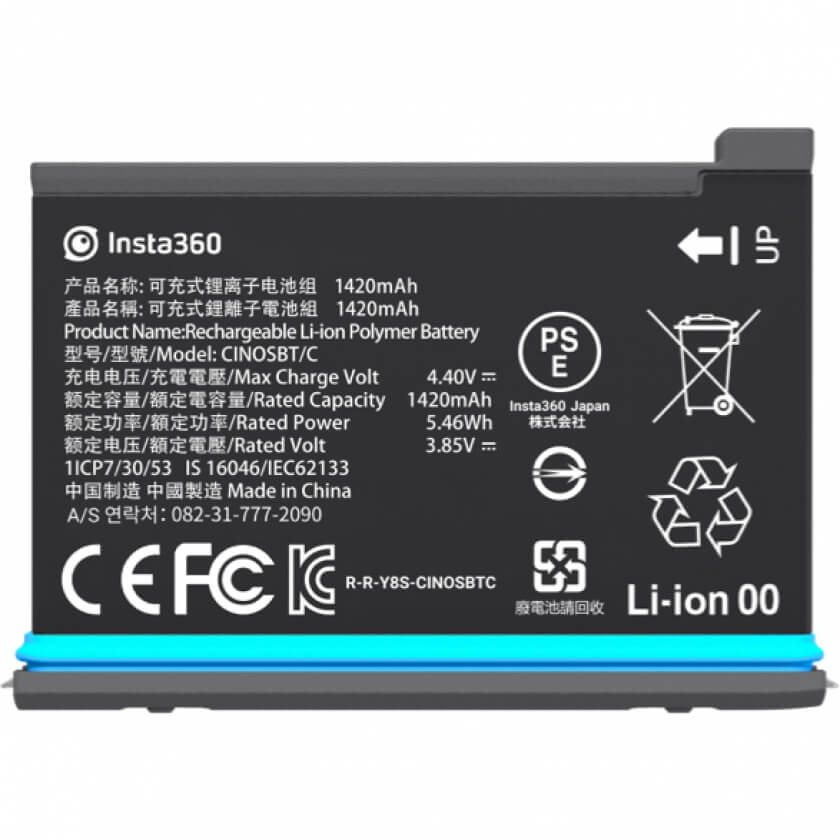 Insta360
UP
产品名称: 可充式锂离子电池组 1420mAh
產品名稱: 可充式鋰離子電池組 1420mAh
Product Name:Rechargeable Li-ion Polymer Battery
型号/型號/Model: CINOSBT/C
充电电压/充電電壓/Max Charge Volt 4.40V⎓
额定容量/額定電容量/Rated Capacity 1420mAh
额定功率/額定功率/Rated Power 5.46Wh
额定电压/額定電壓/Rated Volt 3.85V ⎓
1ICP7/30/53 IS 16046/IEC62133
中国制造 中國製造 Made in China
A/S 연락처: 082-31-777-2090
PS
E
Insta360 Japan
株式会社
CE FC KC
R-R-Y8S-CINOSBTC
廢電池請回收
Li-ion 00